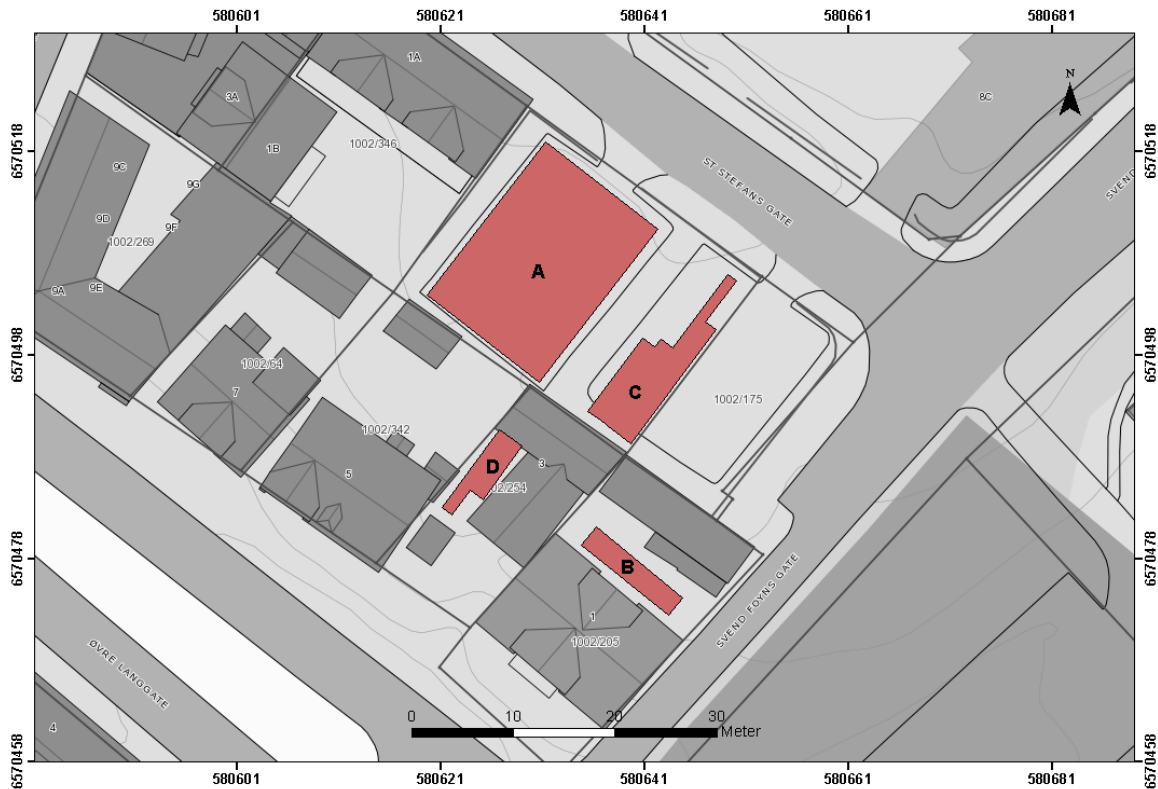 580601 580621 580641 580661 580681
6570518
6570498
6570478
6570458
6570518
6570498
6570478
6570458
N
1A
3A
8C
1B
1002/346
9C
9G
ST STEFANS GATE
SVEND
9D
9F
1002/269
A
9A
9E
1002/64
7
C
1002/175
1002/342
3
5
D
02/254
B
1
1002/205
SVEND FOYNS GATE
ØVRE LANGGATE
4
0 10 20 30
Meter
580601 580621 580641 580661 580681